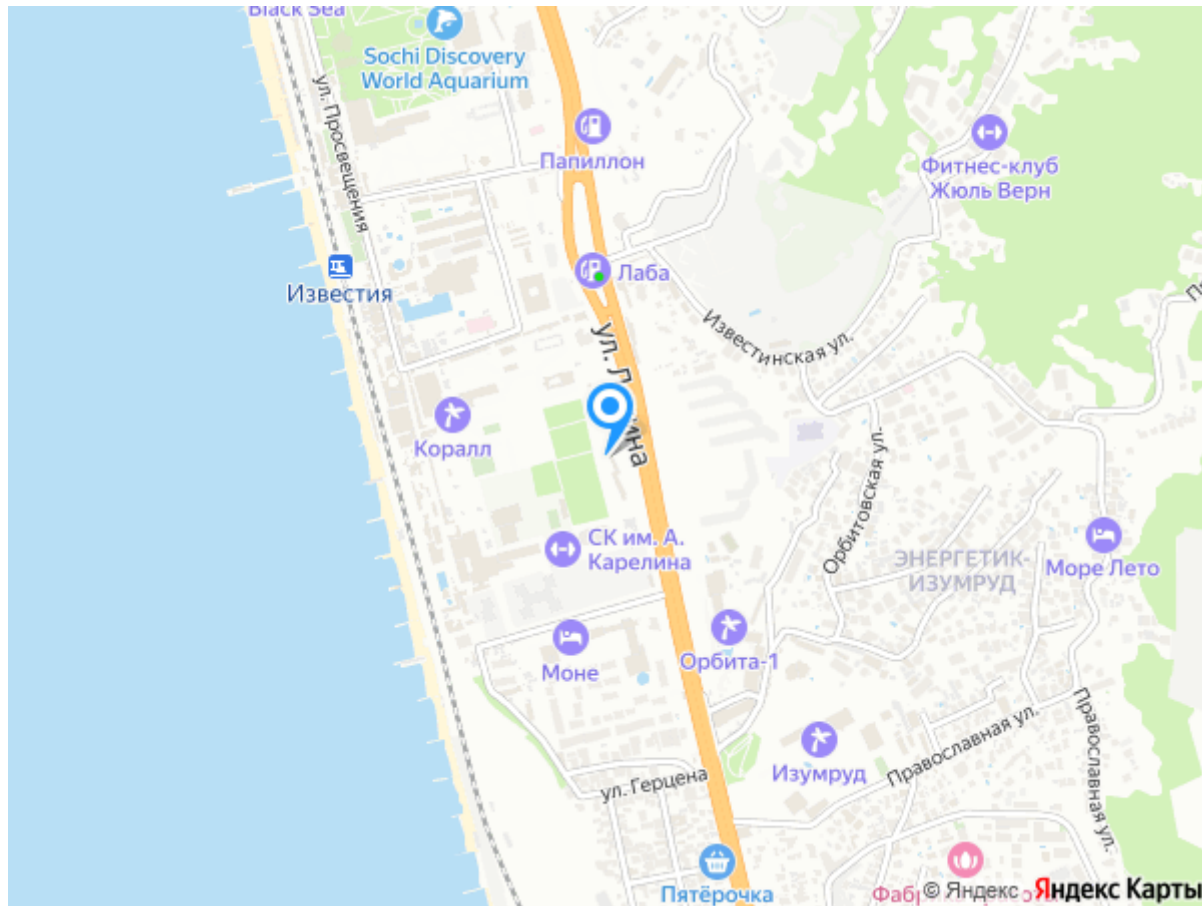 Black Sea
Sochi Discovery
World Aquarium
ул. Просвещения
Папиллон
Фитнес-клуб
Жюль Верн
Известия
Лаба
Известинская ул.
ул. Л
ина
Коралл
Орбитовская ул.
СК им. А.
Карелина
ЭНЕРГЕТИК-
ИЗУМРУД
Море Лето
Моне
Орбита-1
Изумруд
Православная ул.
Православная ул.
ул. Герцена
Пятёрочка
© Яндекс Яндекс Карты